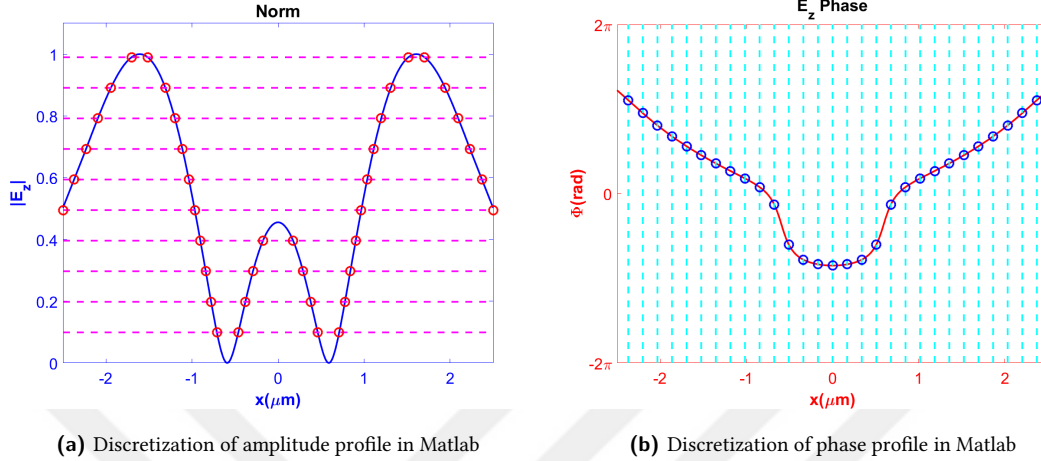 Norm
1
0.8
0.6
0.4
0.2
0
|E_z|
-2 -1 0 1 2
x(μm)
(a) Discretization of amplitude profile in Matlab
E_z Phase
2π
0
-2π
Φ(rad)
-2 -1 0 1 2
x(μm)
(b) Discretization of phase profile in Matlab